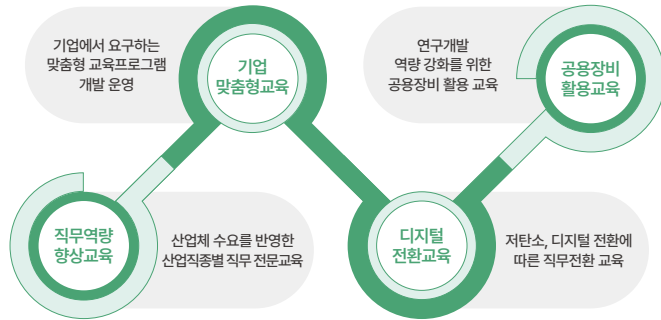 기업에서 요구하는
맞춤형 교육프로그램
개발 운영
기업
맞춤형교육
연구개발
역량 강화를 위한
공용장비 활용 교육
공용장비
활용교육
직무역량
향상교육
산업체 수요를 반영한
산업직종별 직무 전문교육
디지털
전환교육
저탄소, 디지털 전환에
따른 직무전환 교육